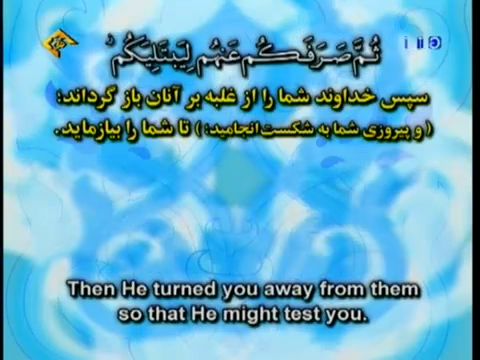 ثُمَّ صَرَفَكُمْ عَنْهُمْ لِيَبْتَلِيَكُمْ
سپس خداوند شما را از غلبه بر آنان باز گرداند؛
( و پیروزی شما به شکست انجامید؛ ) تا شما را بیازماید.
Then He turned you away from them
so that He might test you.